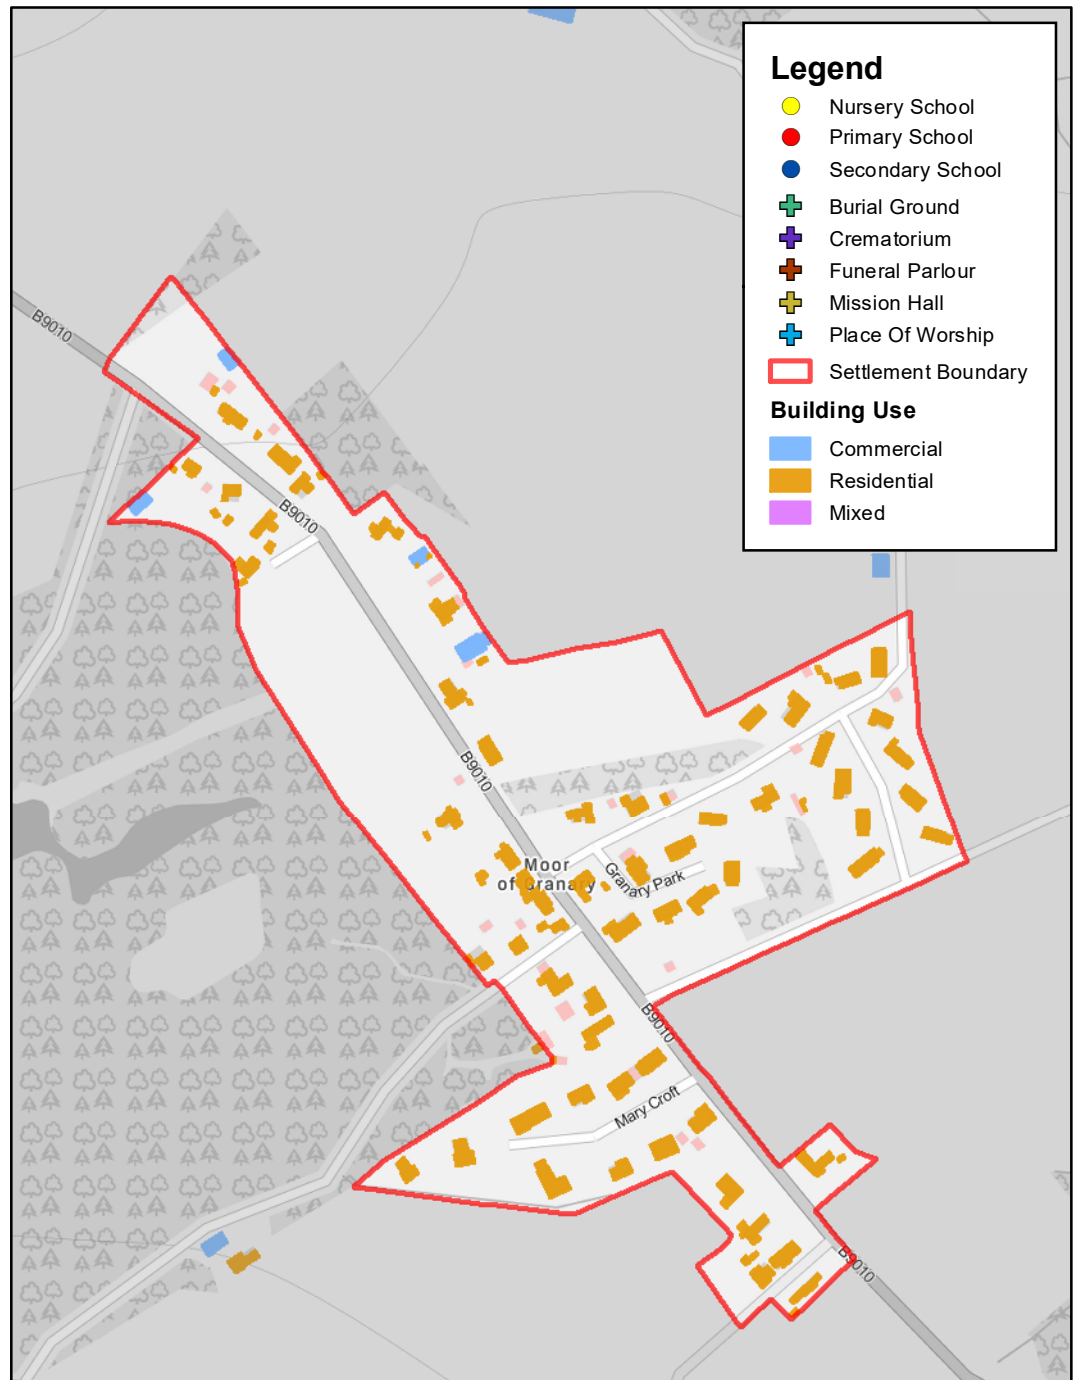 Legend
Nursery School
Primary School
Secondary School
Burial Ground
Crematorium
Funeral Parlour
Mission Hall
Place Of Worship
Settlement Boundary
Building Use
Commercial
Residential
Mixed
B9010
B9010
B9010
Moor
of Granary
Granary Park
B9010
Mary Croft
B9010